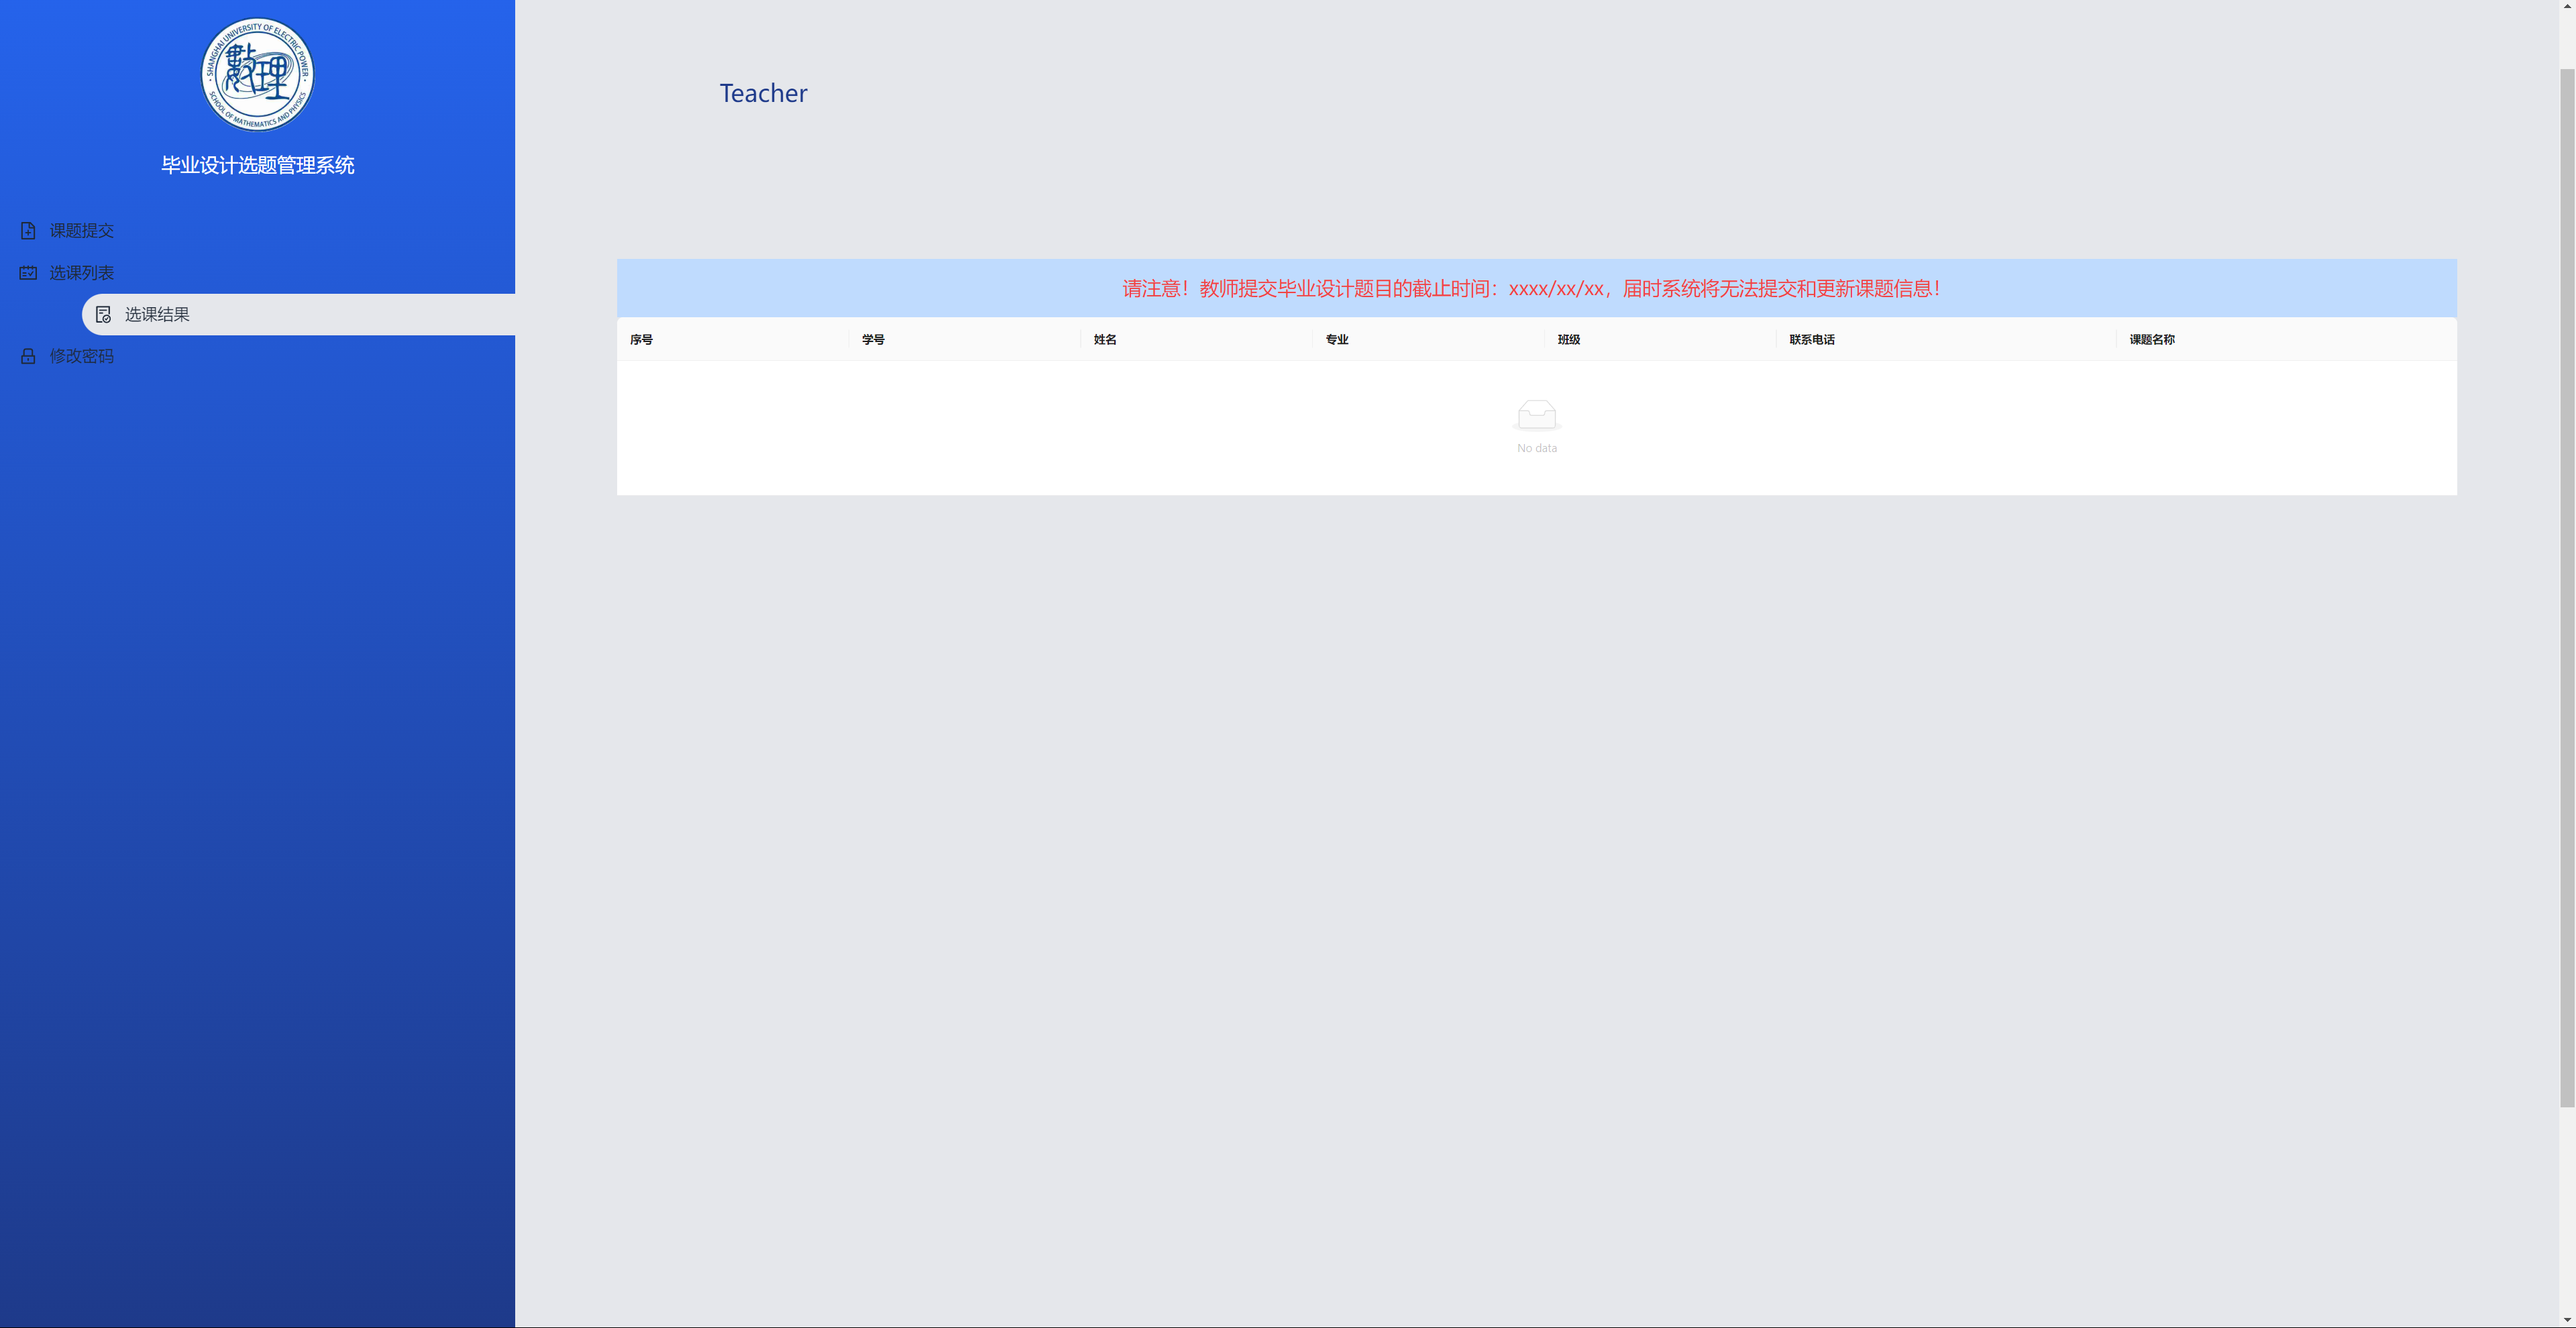 SHANGHAI UNIVERSITY OF ELECTRIC POWER
數理
SCHOOL OF MATHEMATICS AND PHYSICS
毕业设计选题管理系统
课题提交
选课列表
选课结果
修改密码
Teacher
请注意！教师提交毕业设计题目的截止时间：xxxx/xx/xx，届时系统将无法提交和更新课题信息！
序号 学号 姓名 专业 班级 联系电话 课题名称
No data